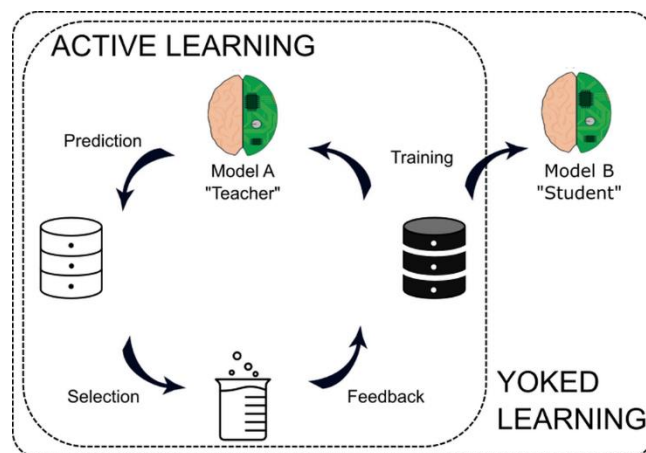 ACTIVE LEARNING
Prediction
Model A
"Teacher"
Training
Model B
"Student"
Selection
Feedback
YOKED
LEARNING